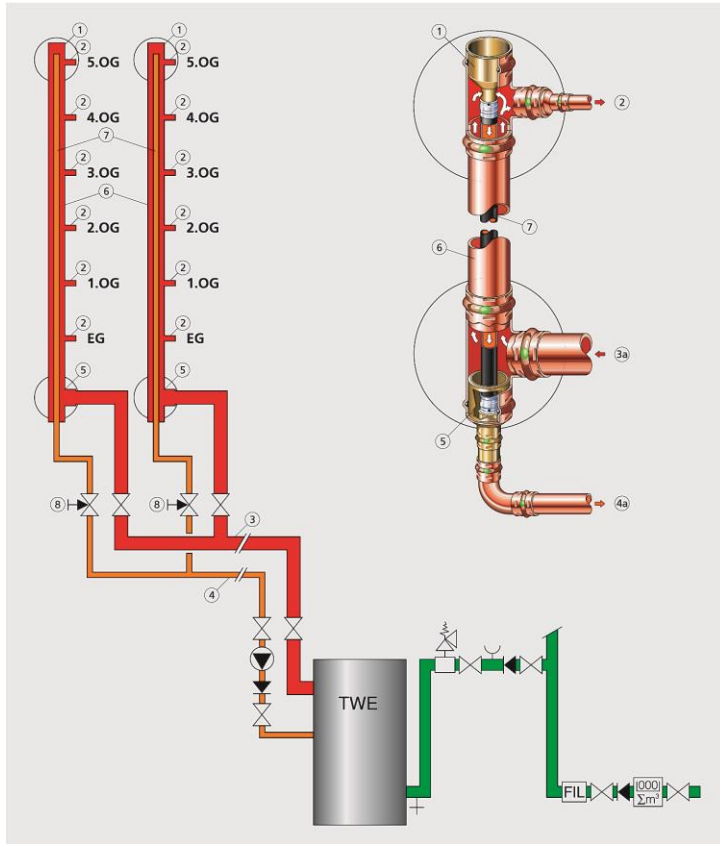 1 1
2 5.OG 2 5.OG
2 4.OG 2 4.OG
7
2 3.OG 2 3.OG
6
2 2.OG 2 2.OG
2 1.OG 2 1.OG
2 EG 2 EG
5 5
8 8
3
4
TWE
1
2
7
6
3a
5
4a
FIL
000
Σm³